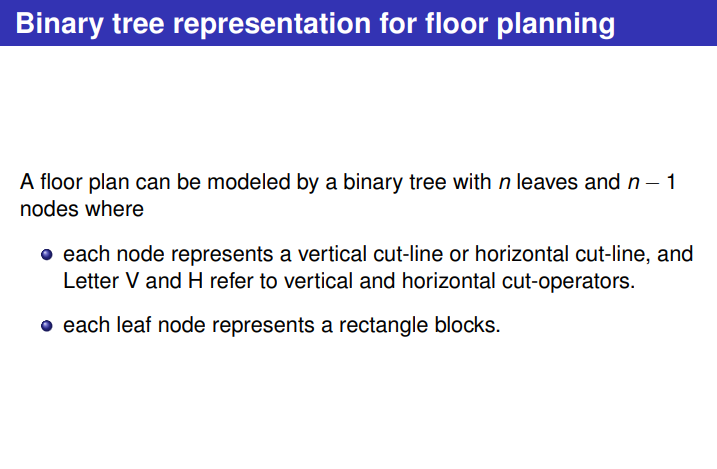 Binary tree representation for floor planning
A floor plan can be modeled by a binary tree with n leaves and n − 1
nodes where
each node represents a vertical cut-line or horizontal cut-line, and
Letter V and H refer to vertical and horizontal cut-operators.
each leaf node represents a rectangle blocks.